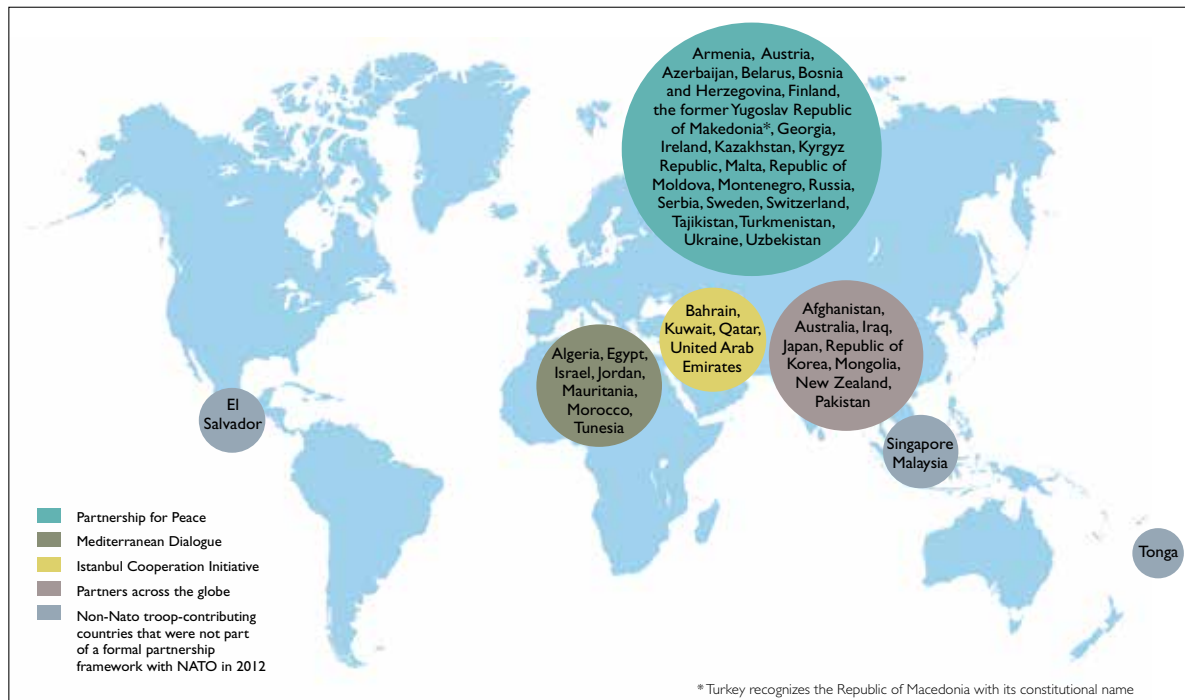 Armenia, Austria,
Azerbaijan, Belarus, Bosnia
and Herzegovina, Finland,
the former Yugoslav Republic
of Makedonia*, Georgia,
Ireland, Kazakhstan, Kyrgyz
Republic, Malta, Republic of
Moldova, Montenegro, Russia,
Serbia, Sweden, Switzerland,
Tajikistan, Turkmenistan,
Ukraine, Uzbekistan
Bahrain,
Kuwait, Qatar,
United Arab
Emirates
Afghanistan,
Australia, Iraq,
Japan, Republic of
Korea, Mongolia,
New Zealand,
Pakistan
Algeria, Egypt,
Israel, Jordan,
Mauritania,
Morocco,
Tunesia
El
Salvador
Singapore
Malaysia
Tonga
Partnership for Peace
Mediterranean Dialogue
Istanbul Cooperation Initiative
Partners across the globe
Non-Nato troop-contributing
countries that were not part
of a formal partnership
framework with NATO in 2012
* Turkey recognizes the Republic of Macedonia with its constitutional name